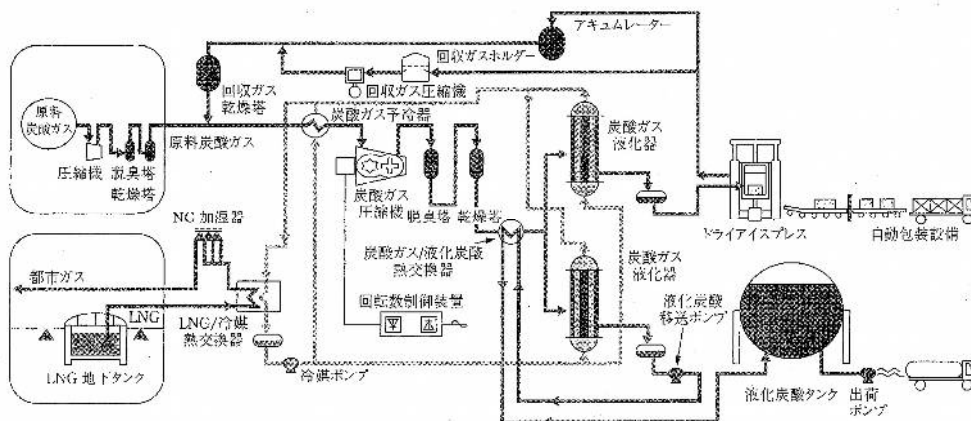 アキュムレーター
回収ガスホルダー
回収ガス
乾燥塔
回収ガス圧縮機
原料
炭酸ガス
炭酸ガス予冷器
原料炭酸ガス
圧縮機
脱臭塔
乾燥塔
炭酸ガス
圧縮機
脱臭塔
乾燥塔
炭酸ガス
液化器
ドライアイスプレス
自動包装設備
NG 加湿器
炭酸ガス/液化炭酸
熱交換器
炭酸ガス
液化器
都市ガス
LNG
LNG/冷媒
熱交換器
回転数制御装置
液化炭酸
移送ポンプ
LNG 地下タンク
冷媒ポンプ
液化炭酸タンク
出荷
ポンプ